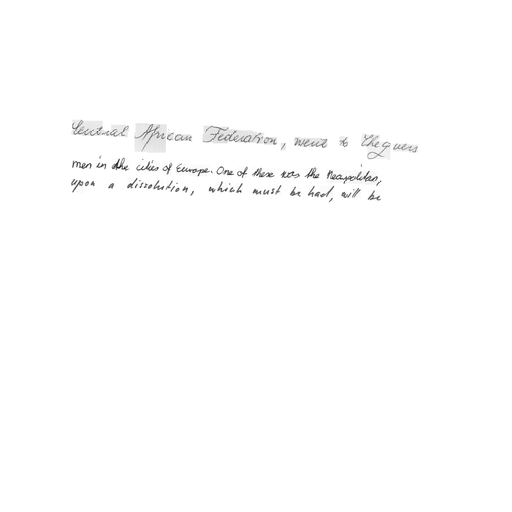 Central African Federation, went to Chequers
men in the cities of Europe. One of these was the Neapolitan,
upon a dissolution, which must be had, will be